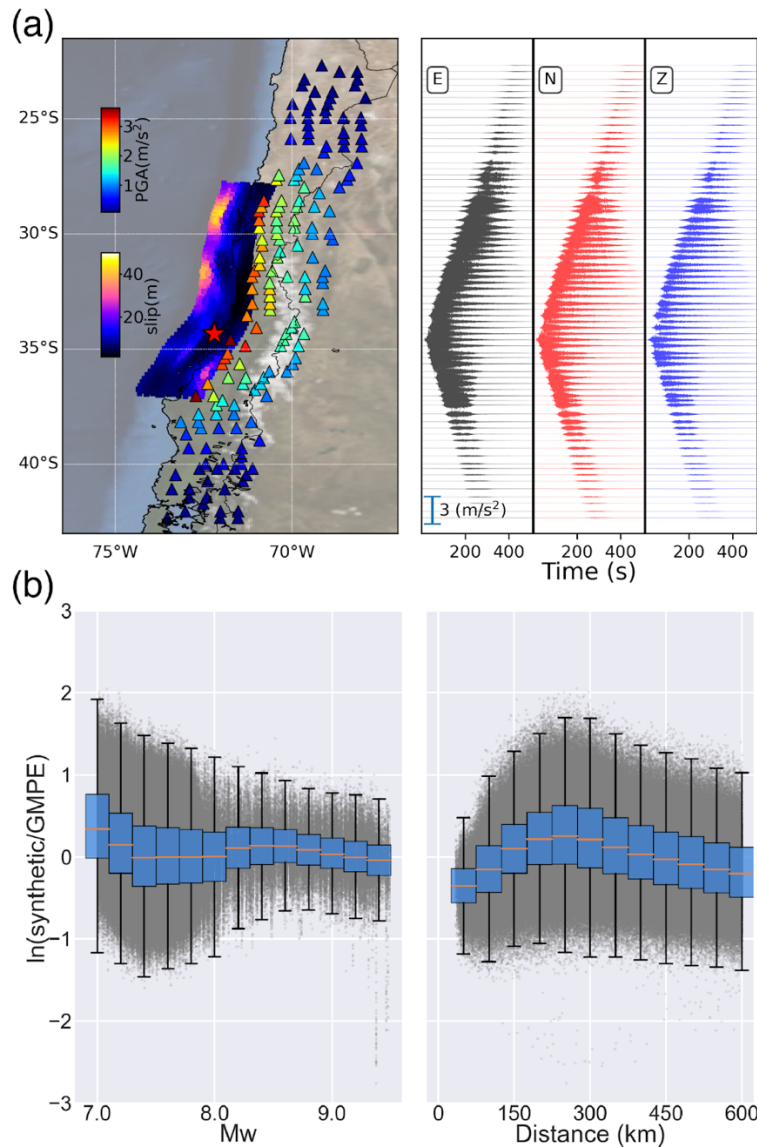 (a)
25°S
30°S
35°S
40°S
75°W
70°W
PGA(m/s²)
3
2
1
slip(m)
40
20
E
N
Z
3 (m/s²)
200
400
200
400
200
400
Time (s)
(b)
ln(synthetic/GMPE)
3
2
1
0
−1
−2
−3
7.0
8.0
9.0
Mw
0
150
300
450
600
Distance (km)